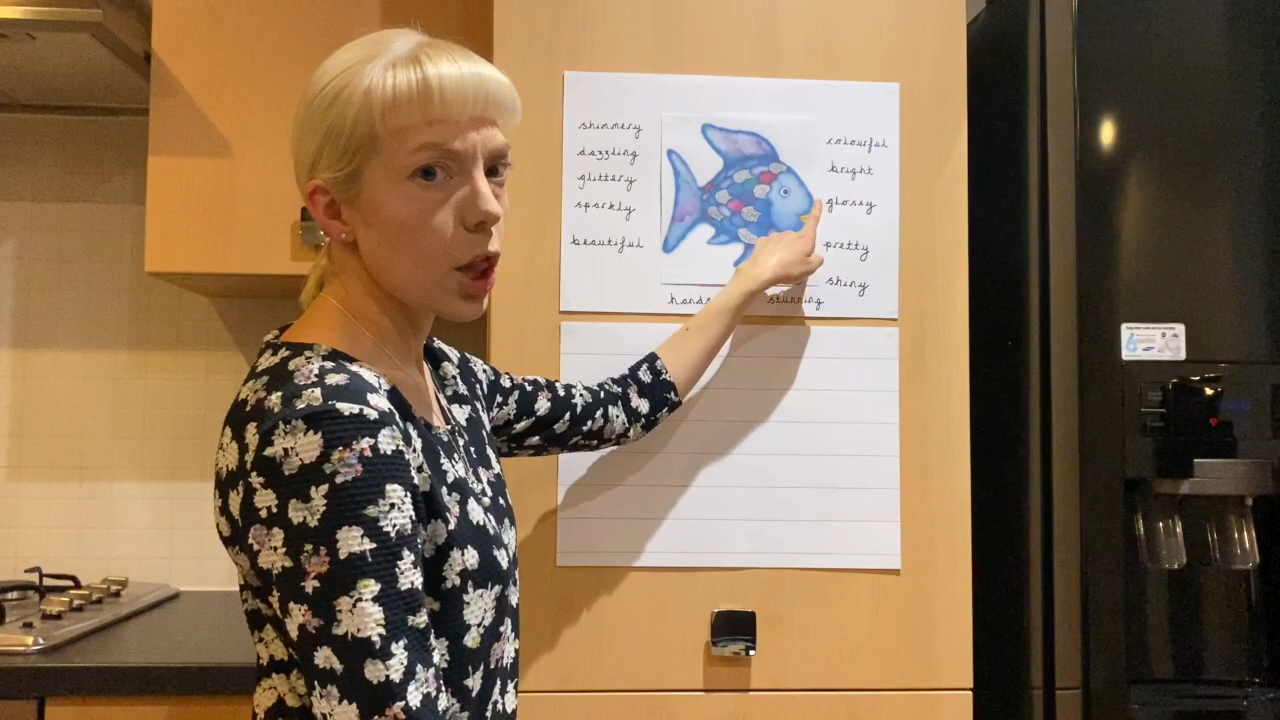 shimmery
dazzling
glittery
sparkly
beautiful
colourful
bright
glossy
pretty
shiny
stunning